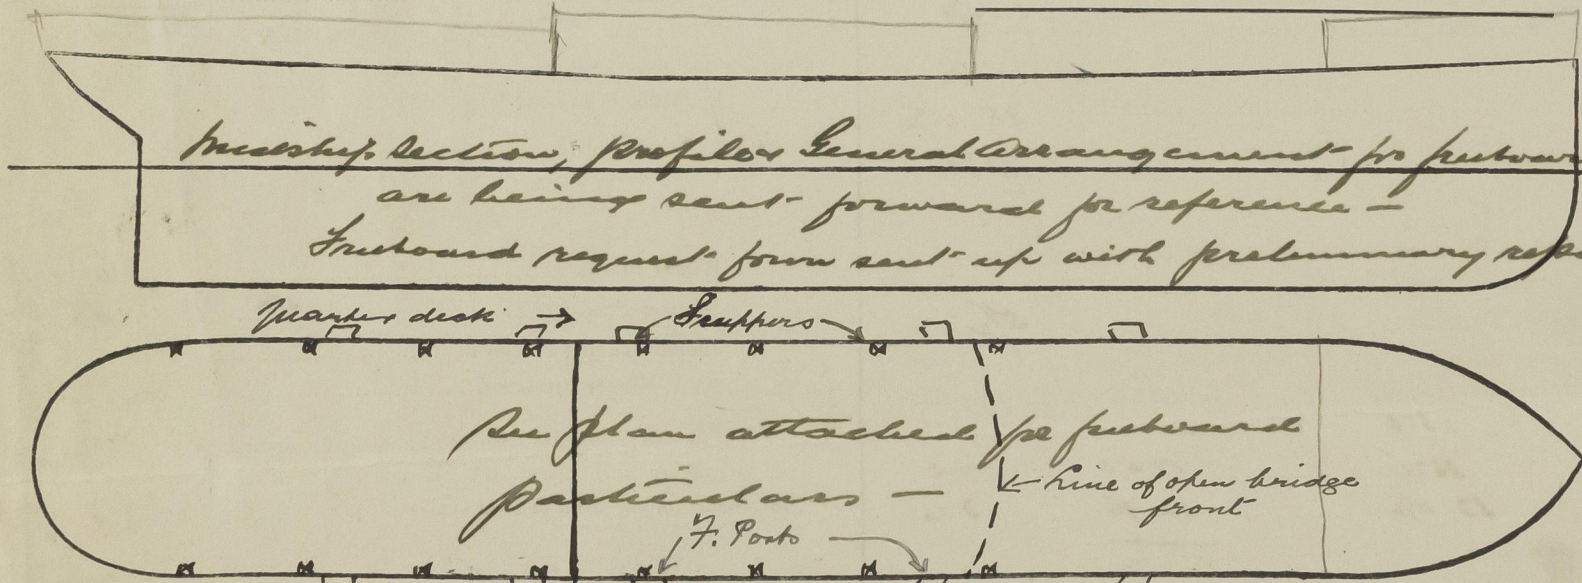 Midship Section, profile & General Arrangement for freeboard
are being sent forward for reference —
Freeboard request form sent up with preliminary
Quarter deck →
Scuppers
See plan attached for freeboard
particulars —
← Line of open bridge
front
F. Ports